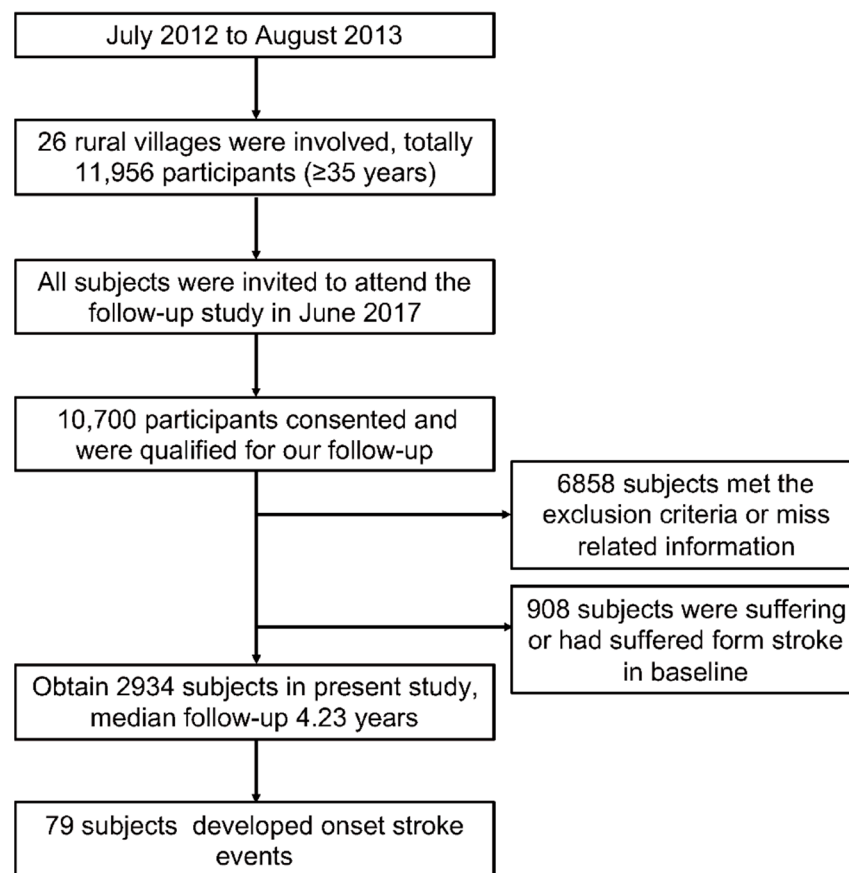 July 2012 to August 2013
26 rural villages were involved, totally
11,956 participants (≥35 years)
All subjects were invited to attend the
follow-up study in June 2017
10,700 participants consented and
were qualified for our follow-up
6858 subjects met the
exclusion criteria or miss
related information
908 subjects were suffering
or had suffered form stroke
in baseline
Obtain 2934 subjects in present study,
median follow-up 4.23 years
79 subjects developed onset stroke
events